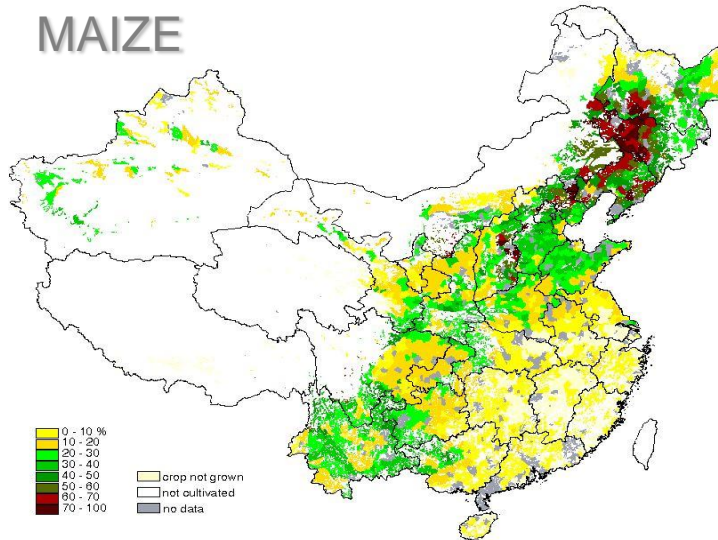 MAIZE
0 - 10 %
10 - 20
20 - 30
30 - 40
40 - 50
50 - 60
60 - 70
70 - 100
crop not grown
not cultivated
no data